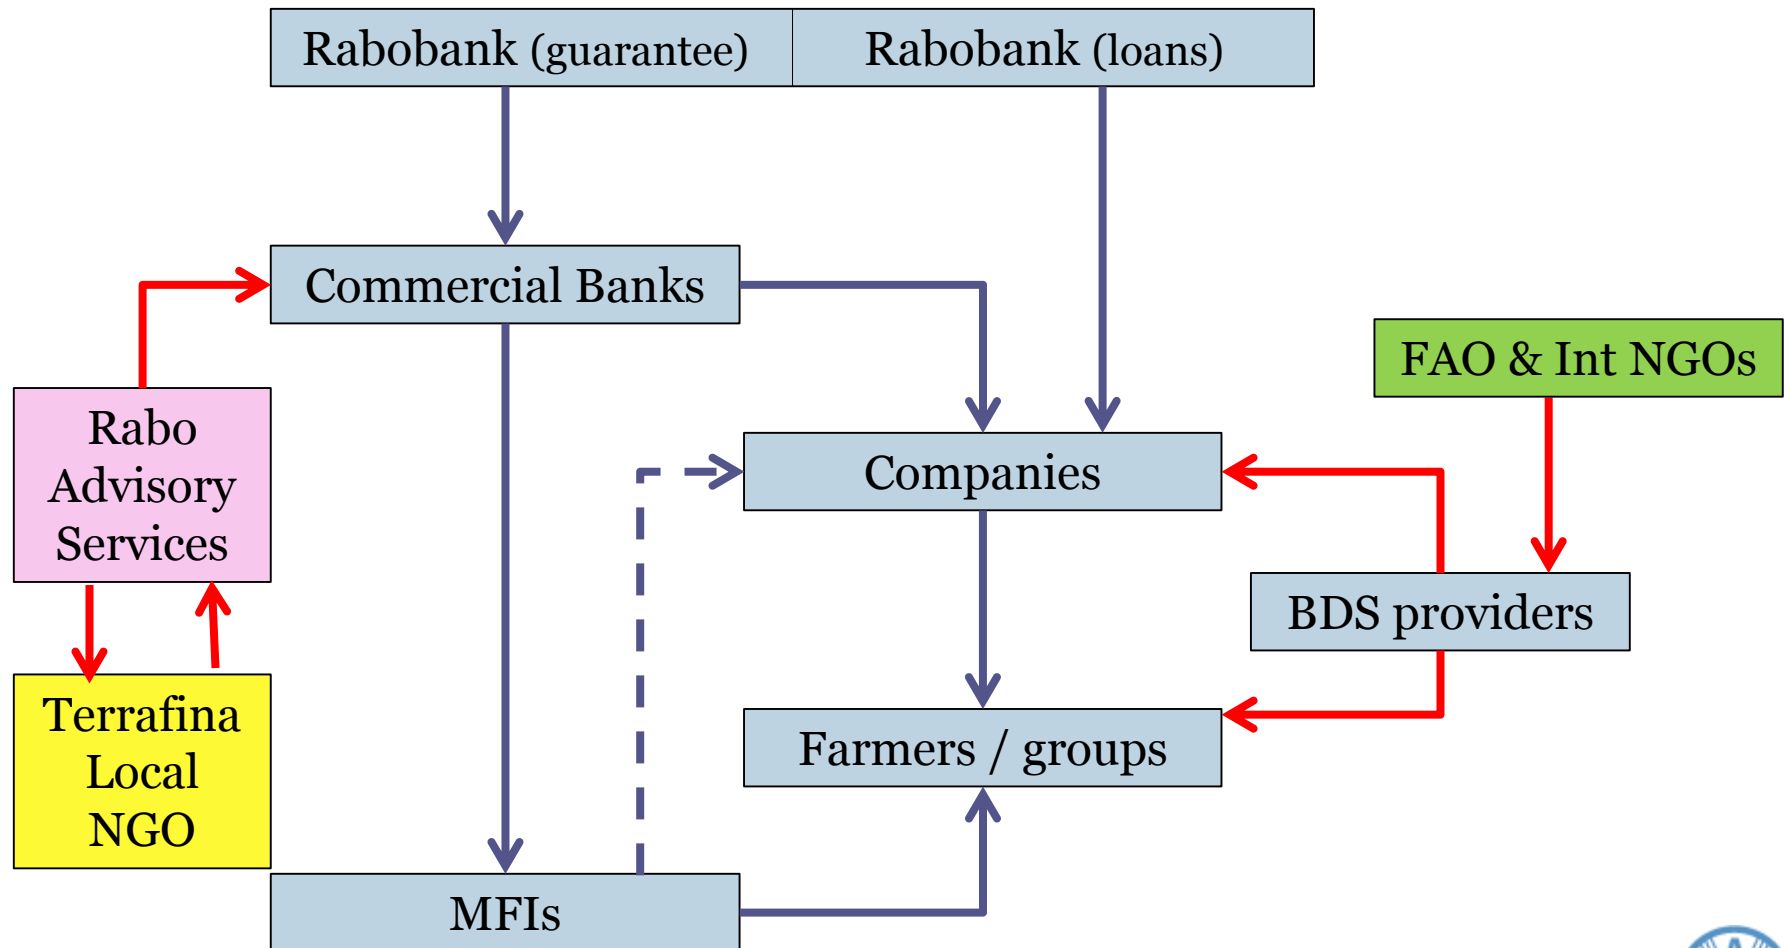 Rabobank (guarantee)
Rabobank (loans)
Commercial Banks
FAO & Int NGOs
Rabo
Advisory
Services
Companies
BDS providers
Terrafina
Local
NGO
Farmers / groups
MFIs